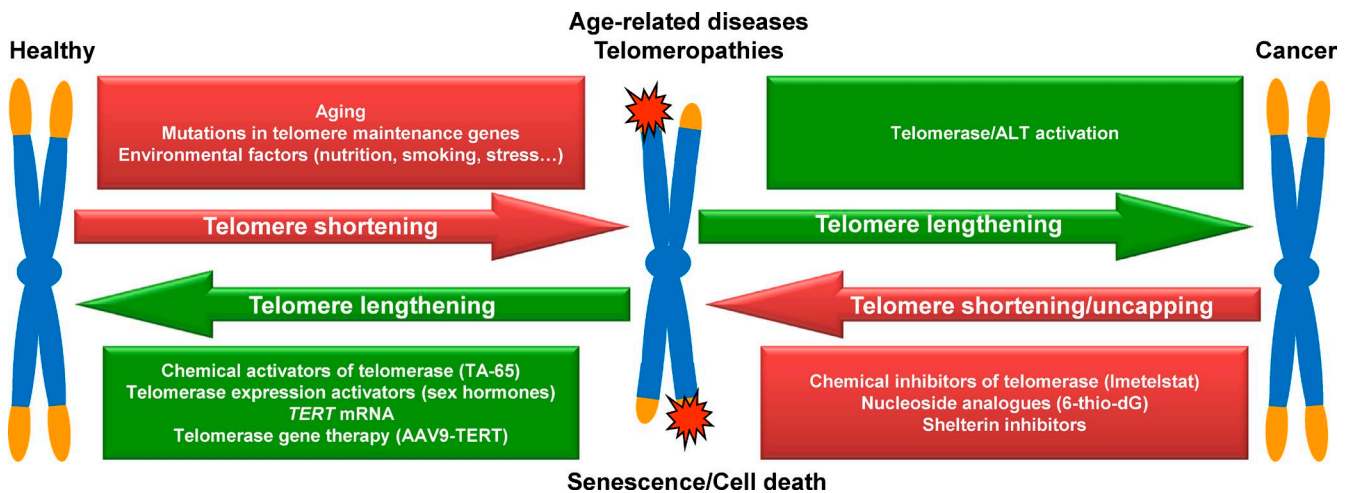 Age-related diseases
Healthy
Telomeropathies
Cancer
Aging
Mutations in telomere maintenance genes
Environmental factors (nutrition, smoking, stress…)
Telomerase/ALT activation
Telomere shortening
Telomere lengthening
Telomere lengthening
Telomere shortening/uncapping
Chemical activators of telomerase (TA-65)
Telomerase expression activators (sex hormones)
TERT mRNA
Telomerase gene therapy (AAV9-TERT)
Chemical inhibitors of telomerase (Imetelstat)
Nucleoside analogues (6-thio-dG)
Shelterin inhibitors
Senescence/Cell death